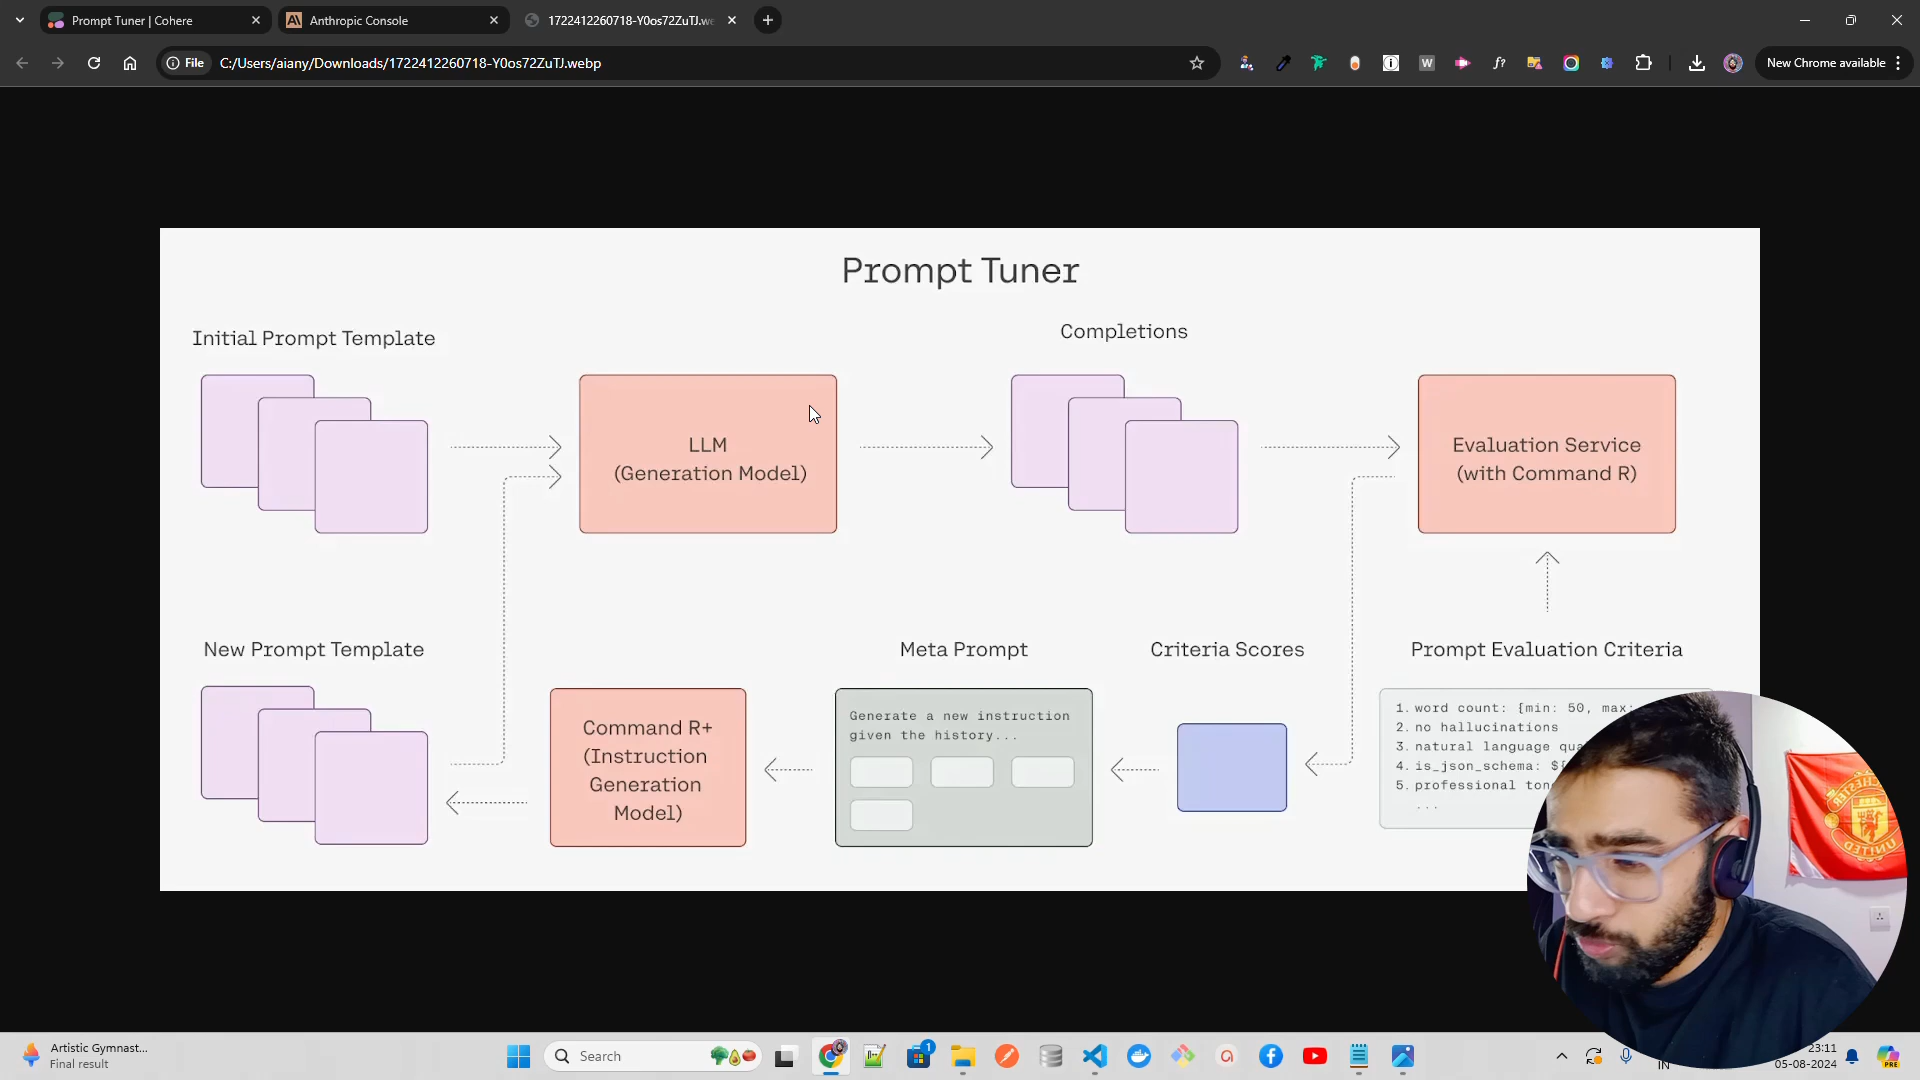 Prompt Tuner | Cohere
Anthropic Console
1722412260718-Y0os72ZuTJ.we
File
C:/Users/aiany/Downloads/1722412260718-Y0os72ZuTJ.webp
New Chrome available
Prompt Tuner
Initial Prompt Template
Completions
LLM
(Generation Model)
Evaluation Service
(with Command R)
New Prompt Template
Meta Prompt
Criteria Scores
Prompt Evaluation Criteria
Command R+
(Instruction
Generation
Model)
Generate a new instruction
given the history...
1. word count: {min: 50, max:
2. no hallucinations
3. natural language qua
4. is_json_schema: ${
5. professional ton
...
UNITED
Artistic Gymnast...
Final result
Search
1
IN
23:11
05-08-2024
PRE